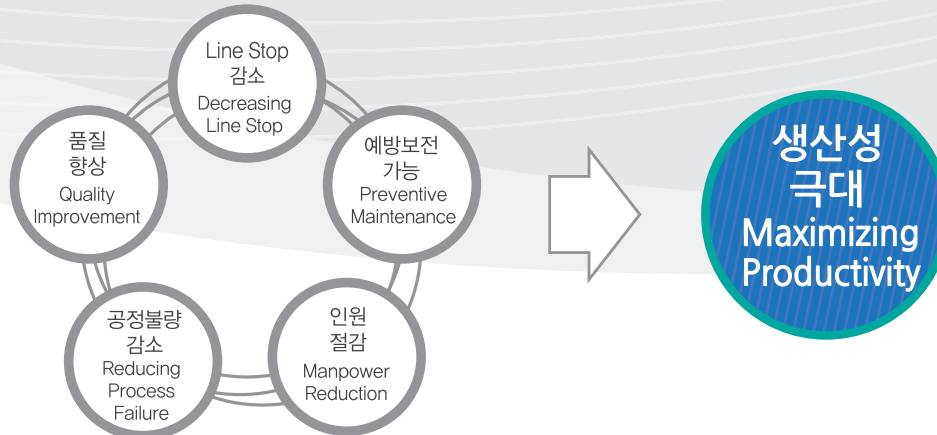 Line Stop
감소
Decreasing
Line Stop
예방보전
가능
Preventive
Maintenance
인원
절감
Manpower
Reduction
공정불량
감소
Reducing
Process
Failure
품질
향상
Quality
Improvement
생산성
극대
Maximizing
Productivity